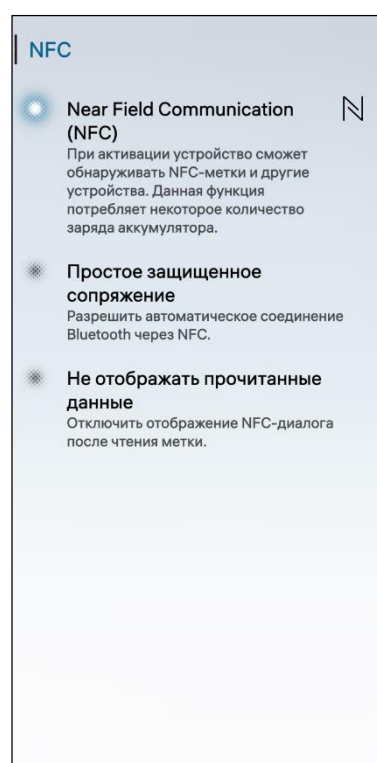 NFC
Near Field Communication
(NFC)
При активации устройство сможет
обнаруживать NFC-метки и другие
устройства. Данная функция
потребляет некоторое количество
заряда аккумулятора.
Простое защищенное
сопряжение
Разрешить автоматическое соединение
Bluetooth через NFC.
Не отображать прочитанные
данные
Отключить отображение NFC-диалога
после чтения метки.